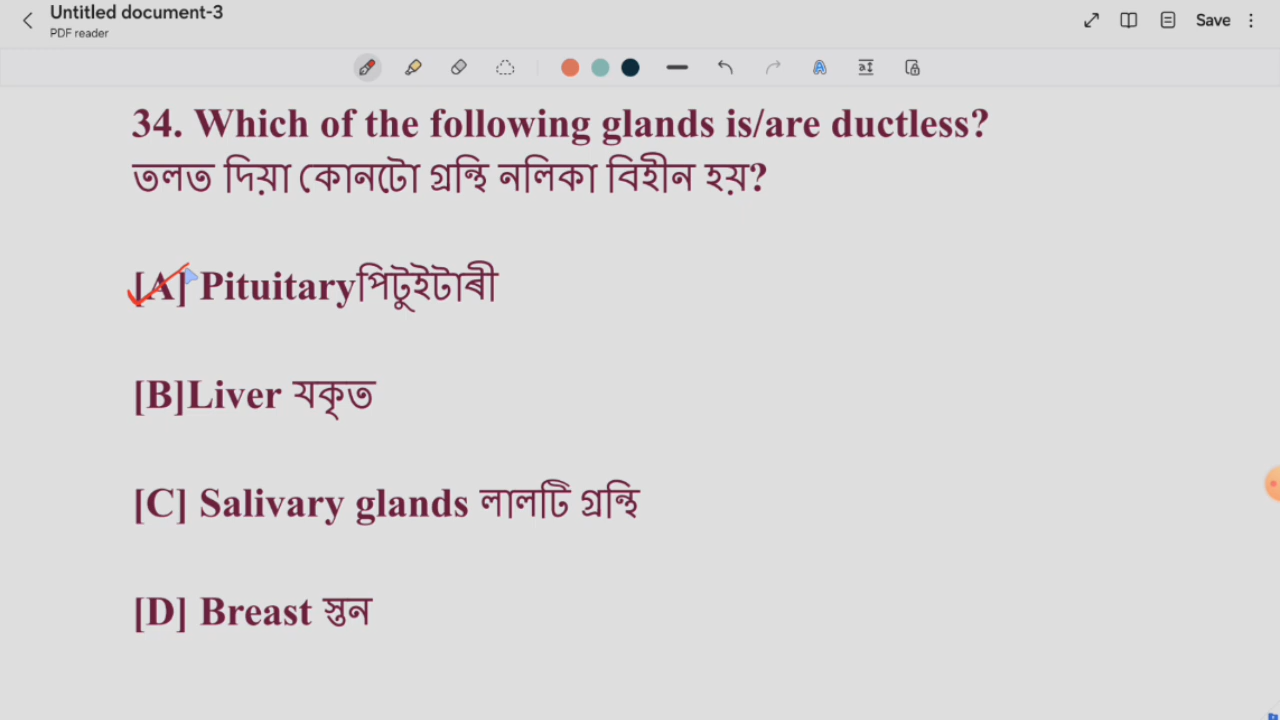 Untitled document-3
PDF reader
Save
34. Which of the following glands is/are ductless?
তলত দিয়া কোনটো গ্ৰন্থি নলিকা বিহীন হয়?
[A] Pituitaryপিটুইটাৰী
[B]Liver যকৃত
[C] Salivary glands লালটি গ্ৰন্থি
[D] Breast স্তন